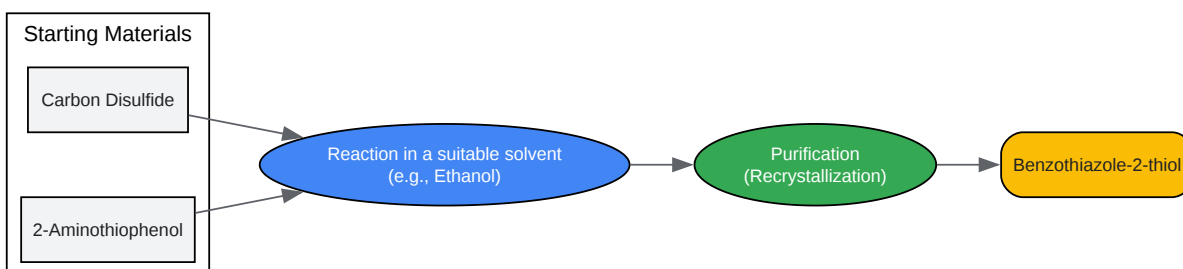 Starting Materials
Carbon Disulfide
2-Aminothiophenol
Reaction in a suitable solvent
(e.g., Ethanol)
Purification
(Recrystallization)
Benzothiazole-2-thiol